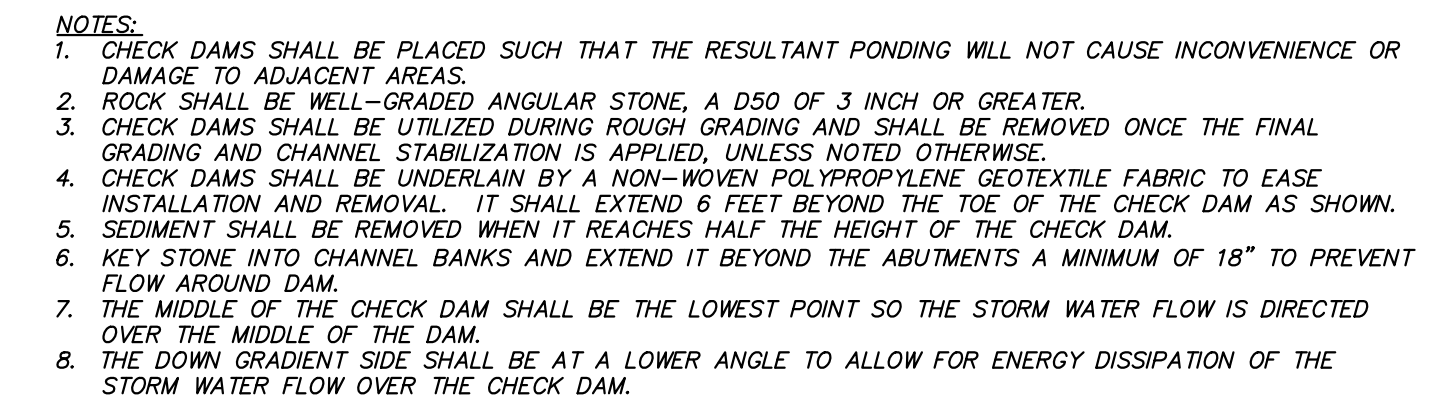 NOTES:
1. CHECK DAMS SHALL BE PLACED SUCH THAT THE RESULTANT PONDING WILL NOT CAUSE INCONVENIENCE OR
DAMAGE TO ADJACENT AREAS.
2. ROCK SHALL BE WELL-GRADED ANGULAR STONE, A D50 OF 3 INCH OR GREATER.
3. CHECK DAMS SHALL BE UTILIZED DURING ROUGH GRADING AND SHALL BE REMOVED ONCE THE FINAL
GRADING AND CHANNEL STABILIZATION IS APPLIED, UNLESS NOTED OTHERWISE.
4. CHECK DAMS SHALL BE UNDERLAIN BY A NON-WOVEN POLYPROPYLENE GEOTEXTILE FABRIC TO EASE
INSTALLATION AND REMOVAL. IT SHALL EXTEND 6 FEET BEYOND THE TOE OF THE CHECK DAM AS SHOWN.
5. SEDIMENT SHALL BE REMOVED WHEN IT REACHES HALF THE HEIGHT OF THE CHECK DAM.
6. KEY STONE INTO CHANNEL BANKS AND EXTEND IT BEYOND THE ABUTMENTS A MINIMUM OF 18" TO PREVENT
FLOW AROUND DAM.
7. THE MIDDLE OF THE CHECK DAM SHALL BE THE LOWEST POINT SO THE STORM WATER FLOW IS DIRECTED
OVER THE MIDDLE OF THE DAM.
8. THE DOWN GRADIENT SIDE SHALL BE AT A LOWER ANGLE TO ALLOW FOR ENERGY DISSIPATION OF THE
STORM WATER FLOW OVER THE CHECK DAM.